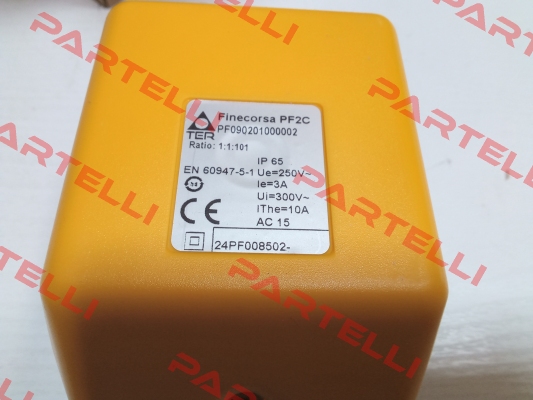 PARTELLI
PARTELLI
PARTELLI
Finecorsa PF2C
PF090201000002
TER
Ratio: 1:1:101
IP 65
EN 60947-5-1 Ue=250V~
Ie=3A
Ui=300V~
IThe=10A
CE
AC 15
24PF008502-
PARTELLI
PARTELLI
PARTELLI